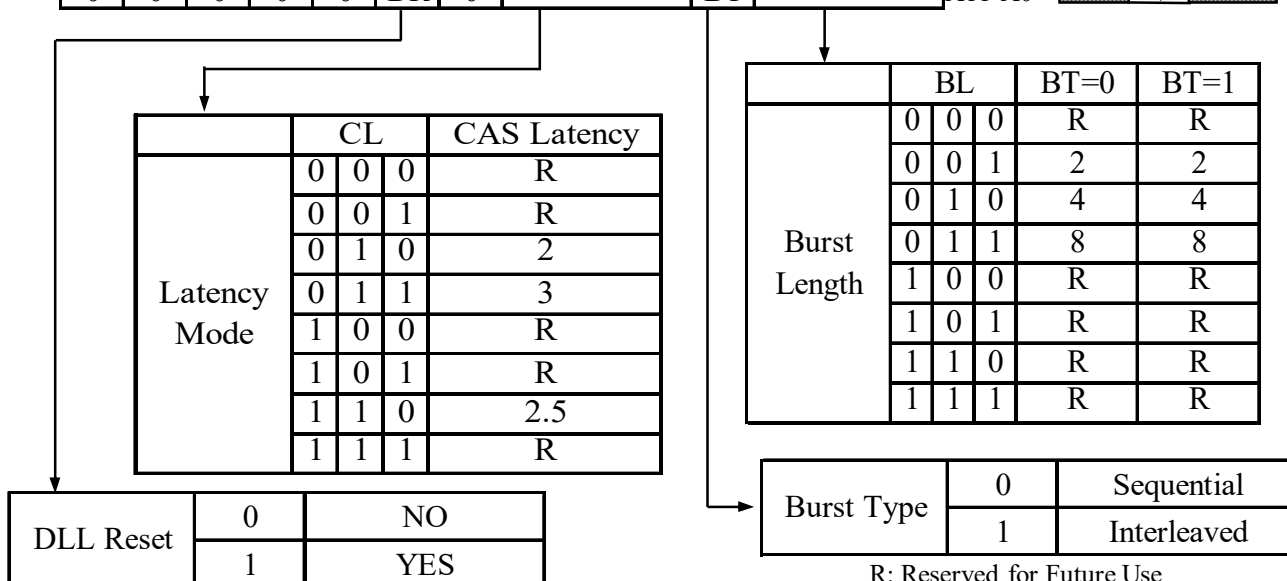 BL BT=0 BT=1
0 0 0 R R
0 0 1 2 2
0 1 0 4 4
0 1 1 8 8
1 0 0 R R
1 0 1 R R
1 1 0 R R
1 1 1 R R
Burst
Length
CL CAS Latency
0 0 0 R
0 0 1 R
0 1 0 2
0 1 1 3
1 0 0 R
1 0 1 R
1 1 0 2.5
1 1 1 R
Latency
Mode
DLL Reset
0 NO
1 YES
Burst Type
0 Sequential
1 Interleaved
R: Reserved for Future Use